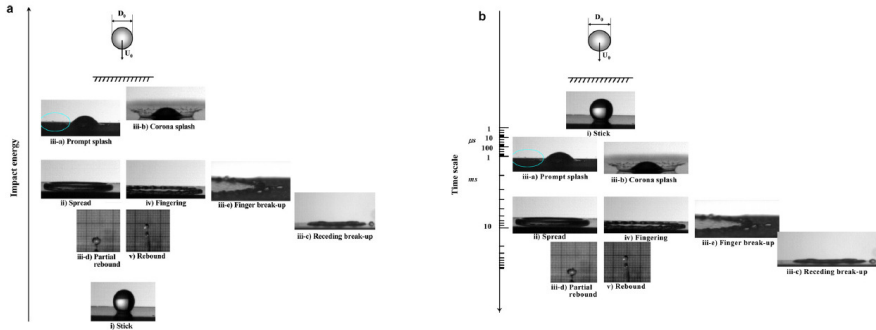 a
D₀
U₀
Impact energy
iii-a) Prompt splash
iii-b) Corona splash
ii) Spread
iv) Fingering
iii-e) Finger break-up
iii-c) Receding break-up
iii-d) Partial
rebound
v) Rebound
i) Stick
b
D₀
U₀
Time scale
i) Stick
1
μs
10
100
1
iii-a) Prompt splash
iii-b) Corona splash
ms
10
ii) Spread
iv) Fingering
iii-e) Finger break-up
iii-c) Receding break-up
iii-d) Partial
rebound
v) Rebound